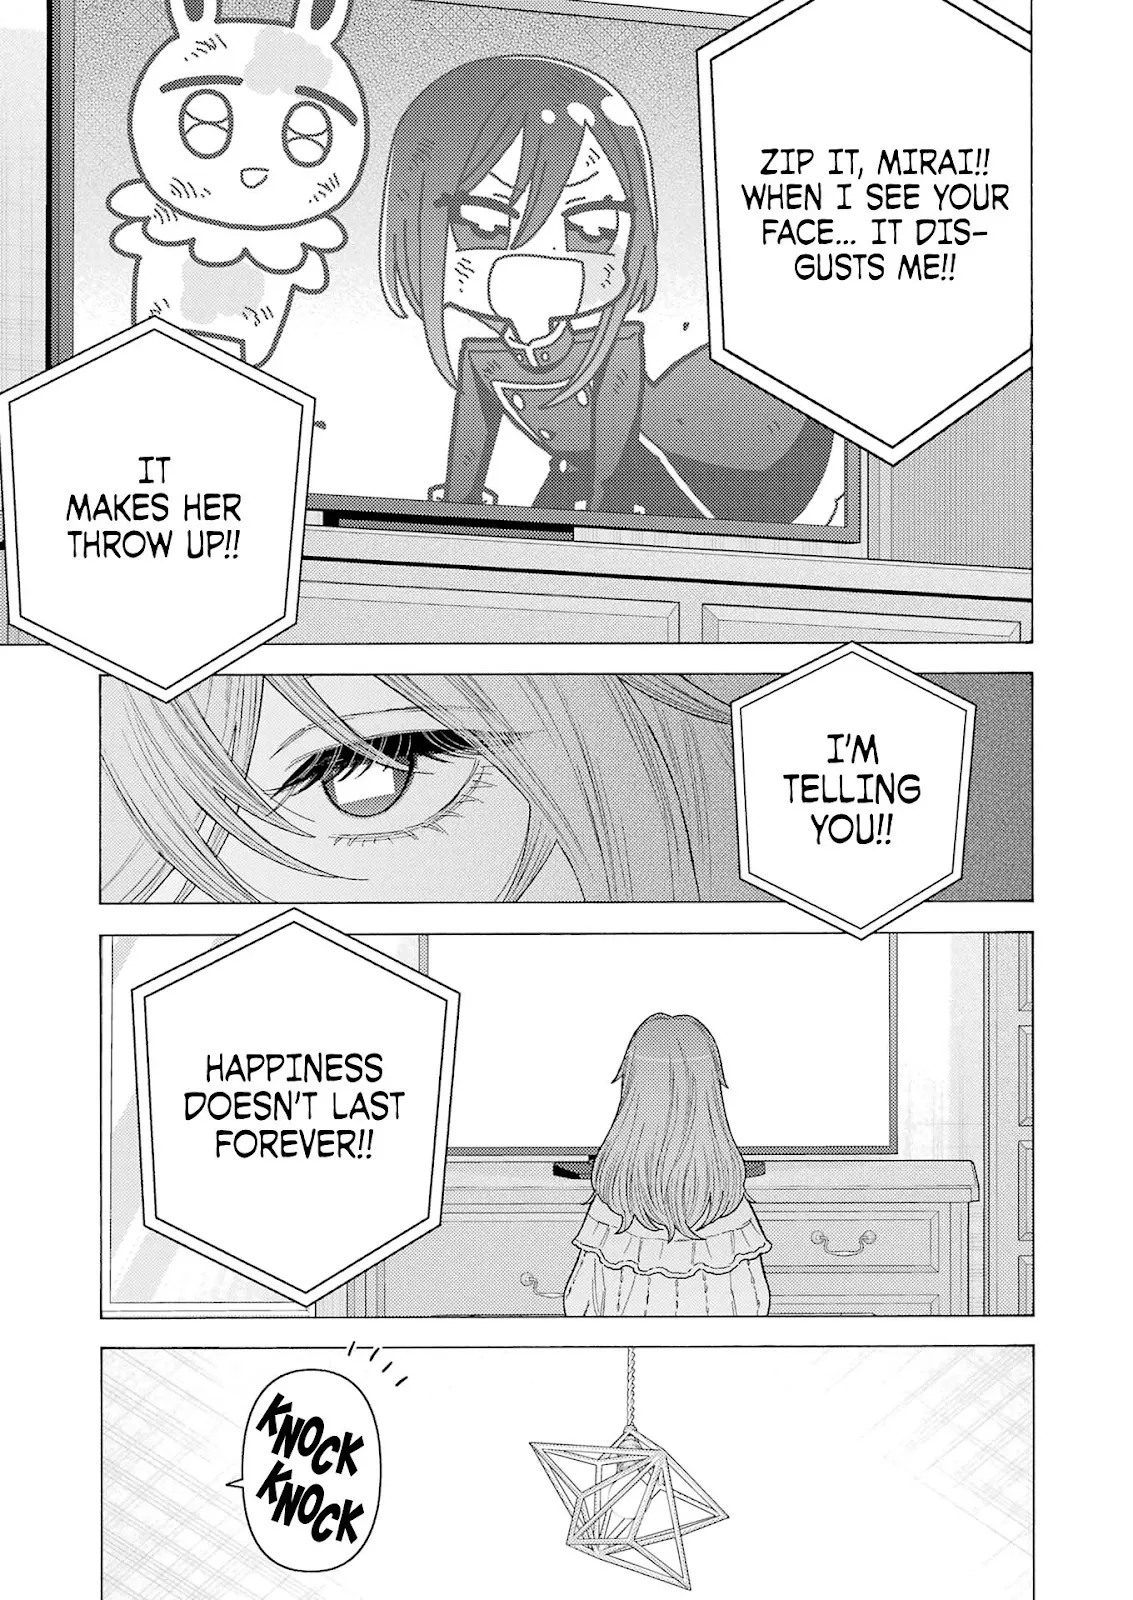 ZIP IT, MIRAI!!
WHEN I SEE YOUR
FACE... IT DIS-
GUSTS ME!!
IT
MAKES HER
THROW UP!!
I'M
TELLING
YOU!!
HAPPINESS
DOESN'T LAST
FOREVER!!
KNOCK
KNOCK